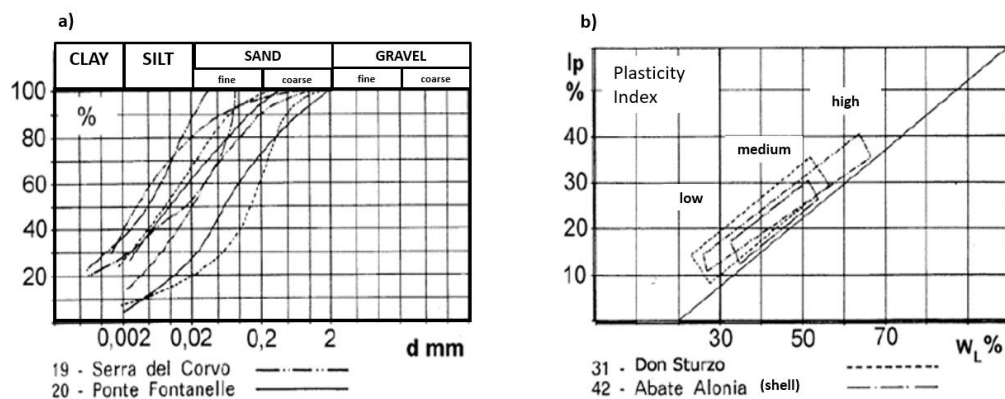 a)
CLAY SILT SAND GRAVEL
fine coarse fine coarse
100
%
80
60
40
20
0,002 0,02 0,2 2
d mm
19 - Serra del Corvo
20 - Ponte Fontanelle
b)
Ip
%
Plasticity
Index
high
medium
low
40
30
20
10
30 50 70
WL%
31 - Don Sturzo
42 - Abate Alonia (shell)